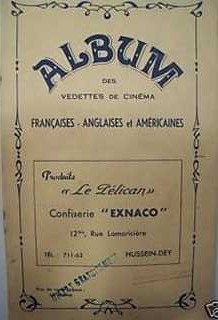 ALBUM
DES
VEDETTES DE CINÉMA
FRANÇAISES - ANGLAISES et AMÉRICAINES
Produits
« Le Pélican »
Confiserie "EXNACO"
12bis, Rue Lamoricière
TÉL : 711-63 HUSSEIN-DEY